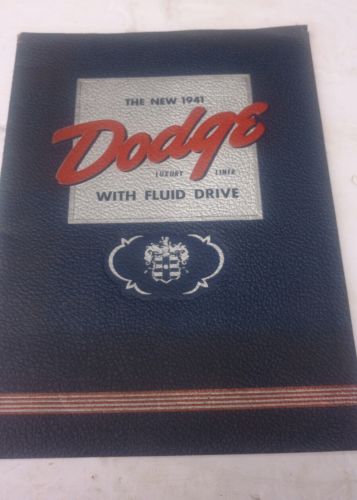 THE NEW 1941
Dodge
LUXURY LINER
WITH FLUID DRIVE